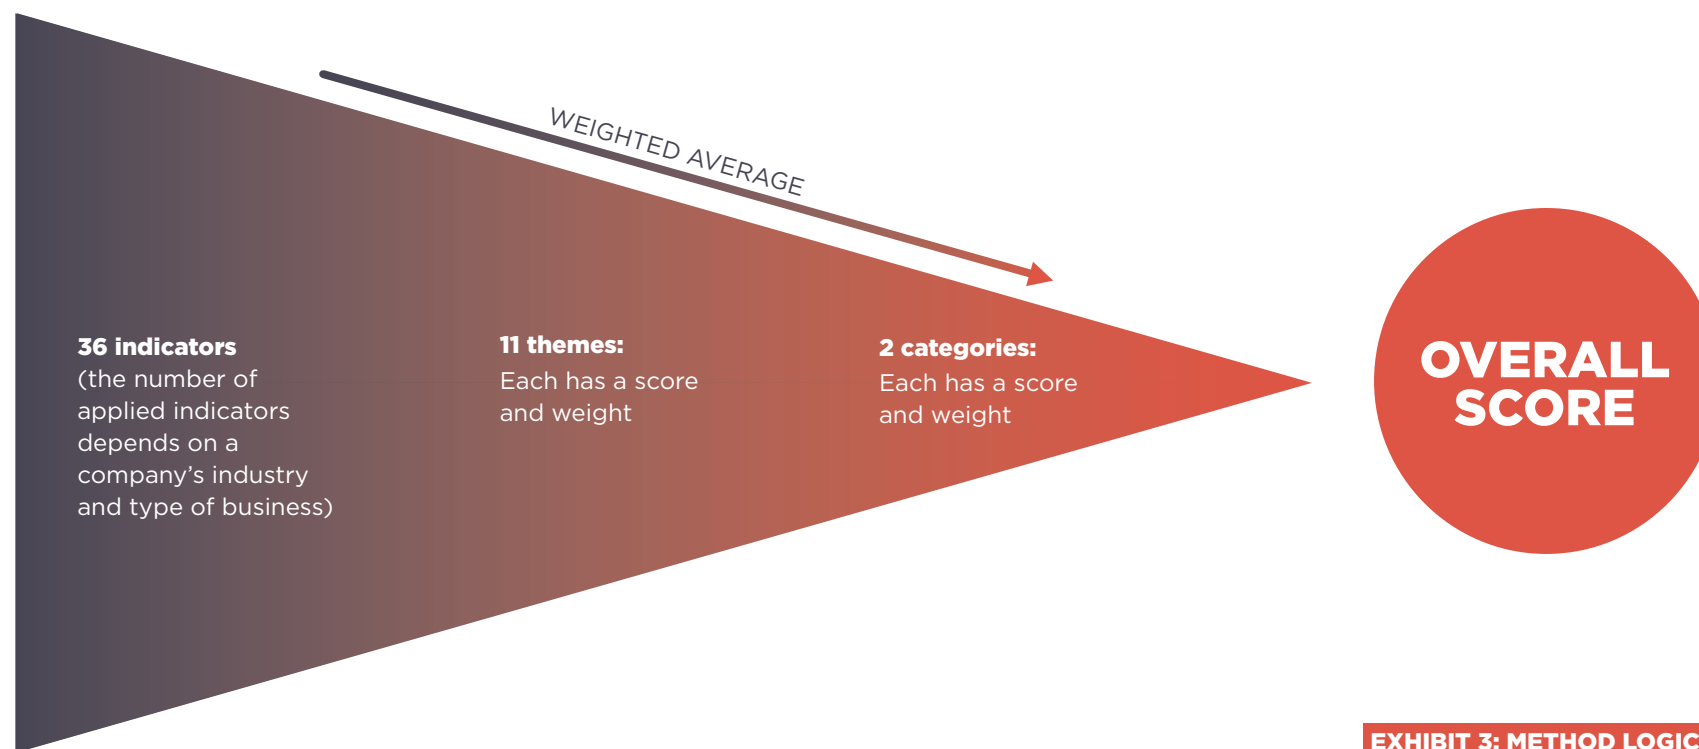 WEIGHTED AVERAGE
36 indicators
(the number of
applied indicators
depends on a
company’s industry
and type of business)
11 themes:
Each has a score
and weight
2 categories:
Each has a score
and weight
OVERALL
SCORE
EXHIBIT 3: METHOD LOGIC